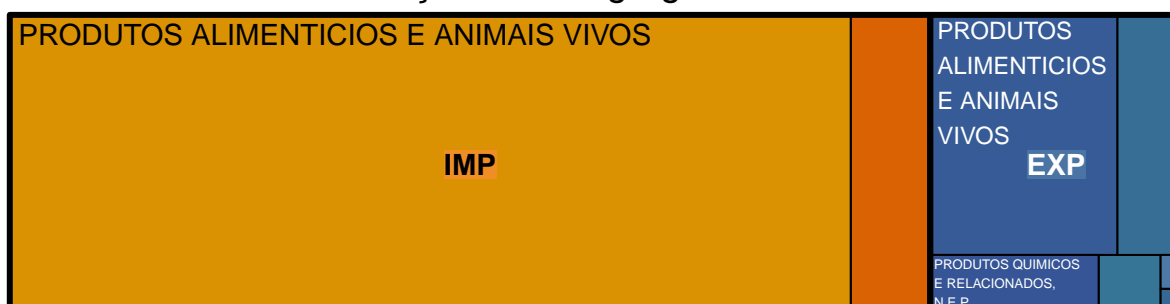 PRODUTOS ALIMENTICIOS E ANIMAIS VIVOS
IMP
PRODUTOS
ALIMENTICIOS
E ANIMAIS
VIVOS
EXP
PRODUTOS QUIMICOS
E RELACIONADOS,
N.E.P.